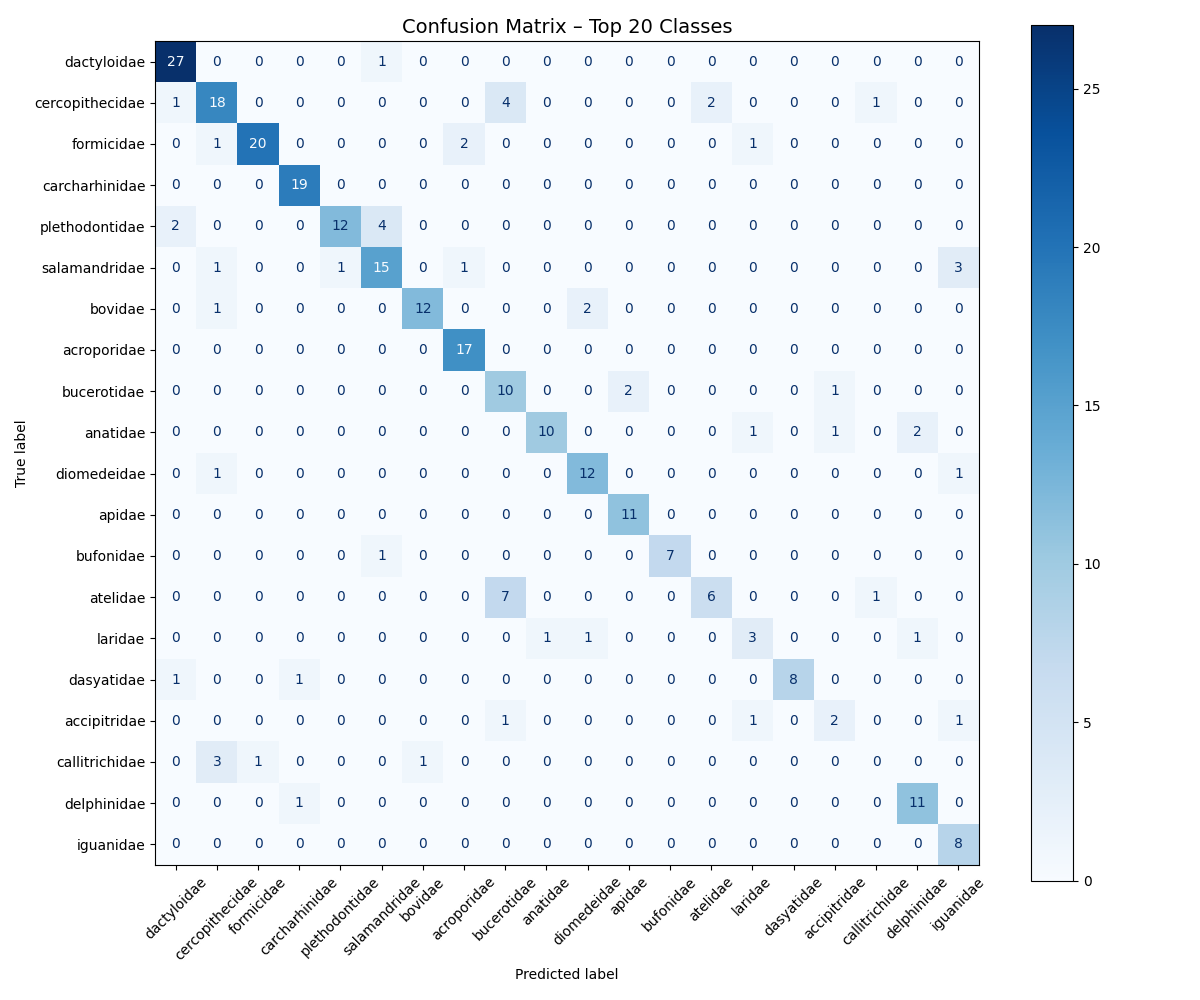 Confusion Matrix – Top 20 Classes
True label
dactyloidae 27 0 0 0 0 1 0 0 0 0 0 0 0 0 0 0 0 0 0 0
cercopithecidae 1 18 0 0 0 0 0 0 4 0 0 0 0 2 0 0 0 1 0 0
formicidae 0 1 20 0 0 0 0 2 0 0 0 0 0 0 1 0 0 0 0 0
carcharhinidae 0 0 0 19 0 0 0 0 0 0 0 0 0 0 0 0 0 0 0 0
plethodontidae 2 0 0 0 12 4 0 0 0 0 0 0 0 0 0 0 0 0 0 0
salamandridae 0 1 0 0 1 15 0 1 0 0 0 0 0 0 0 0 0 0 0 3
bovidae 0 1 0 0 0 0 12 0 0 0 2 0 0 0 0 0 0 0 0 0
acroporidae 0 0 0 0 0 0 0 17 0 0 0 0 0 0 0 0 0 0 0 0
bucerotidae 0 0 0 0 0 0 0 0 10 0 0 2 0 0 0 0 1 0 0 0
anatidae 0 0 0 0 0 0 0 0 0 10 0 0 0 0 1 0 1 0 2 0
diomedeidae 0 1 0 0 0 0 0 0 0 0 12 0 0 0 0 0 0 0 0 1
apidae 0 0 0 0 0 0 0 0 0 0 0 11 0 0 0 0 0 0 0 0
bufonidae 0 0 0 0 0 1 0 0 0 0 0 0 7 0 0 0 0 0 0 0
atelidae 0 0 0 0 0 0 0 0 7 0 0 0 0 6 0 0 0 1 0 0
laridae 0 0 0 0 0 0 0 0 0 1 1 0 0 0 3 0 0 0 1 0
dasyatidae 1 0 0 1 0 0 0 0 0 0 0 0 0 0 0 8 0 0 0 0
accipitridae 0 0 0 0 0 0 0 0 1 0 0 0 0 0 1 0 2 0 0 1
callitrichidae 0 3 1 0 0 0 1 0 0 0 0 0 0 0 0 0 0 0 0 0
delphinidae 0 0 0 1 0 0 0 0 0 0 0 0 0 0 0 0 0 0 11 0
iguanidae 0 0 0 0 0 0 0 0 0 0 0 0 0 0 0 0 0 0 0 8
dactyloidae
cercopithecidae
formicidae
carcharhinidae
plethodontidae
salamandridae
bovidae
acroporidae
bucerotidae
anatidae
diomedeidae
apidae
bufonidae
atelidae
laridae
dasyatidae
accipitridae
callitrichidae
delphinidae
iguanidae
Predicted label
25
20
15
10
5
0